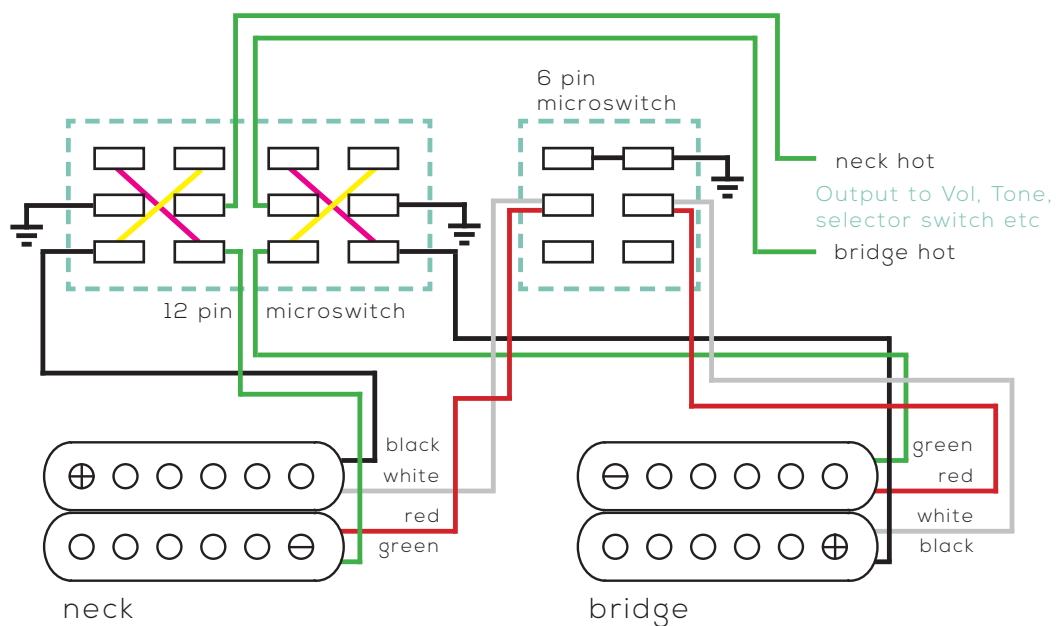 6 pin
microswitch
neck hot
Output to Vol, Tone,
selector switch etc
bridge hot
12 pin microswitch
black
white
red
green
green
red
white
black
neck
bridge